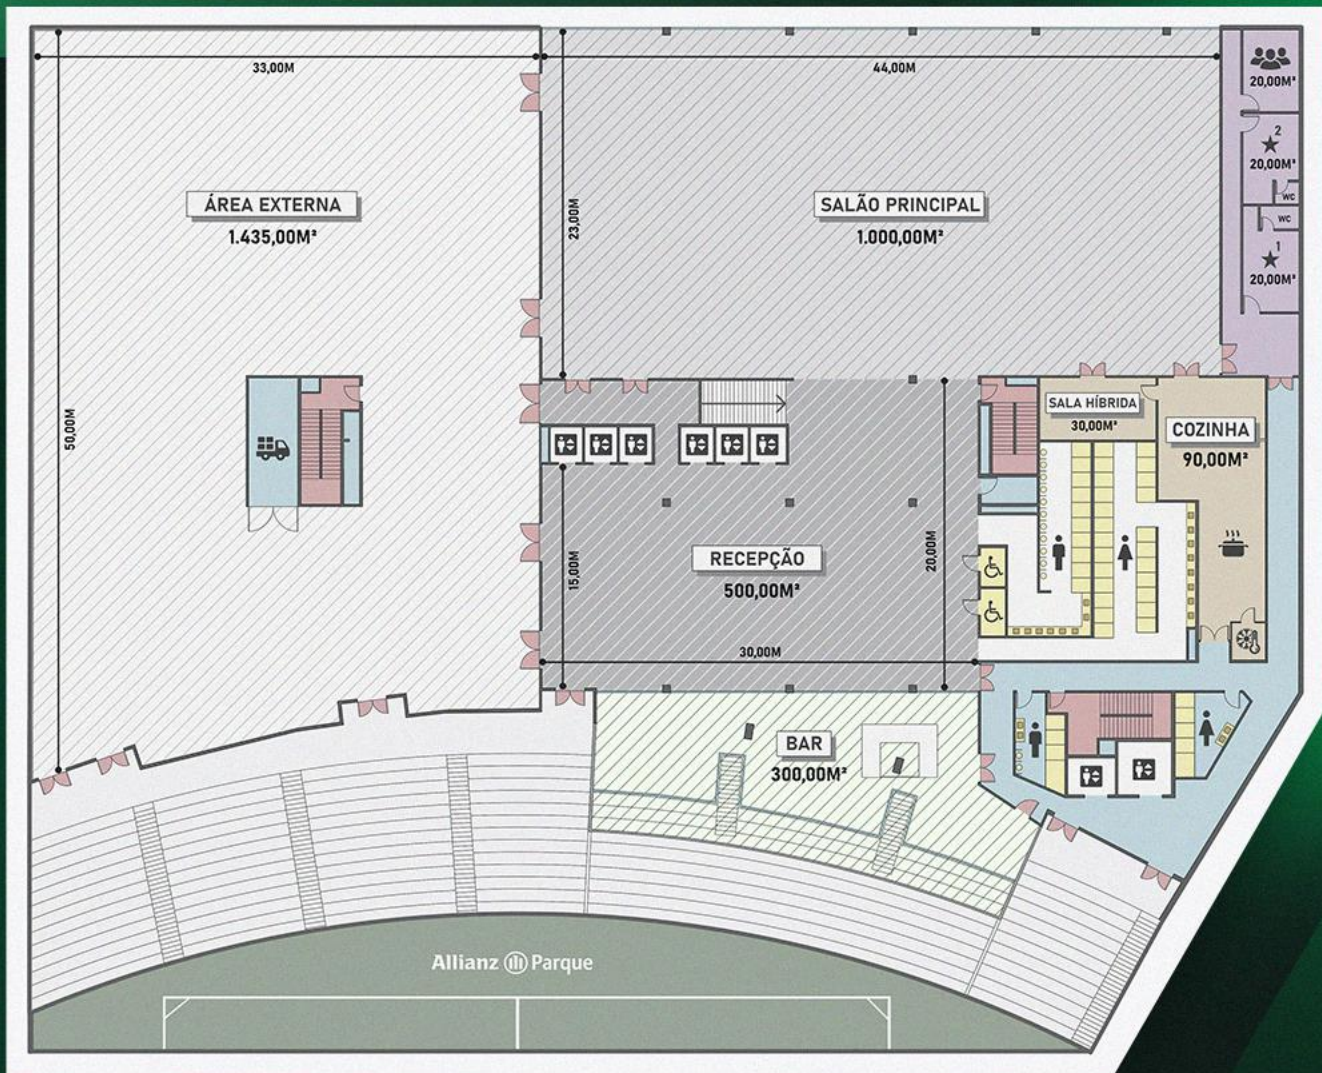 33,00M
44,00M
20,00M²
2
20,00M²
WC
WC
1
20,00M²
ÁREA EXTERNA
1.435,00M²
23,00M
SALÃO PRINCIPAL
1.000,00M²
50,00M
SALA HÍBRIDA
30,00M²
COZINHA
90,00M²
15,00M
RECEPÇÃO
500,00M²
20,00M
30,00M
BAR
300,00M²
Allianz Parque